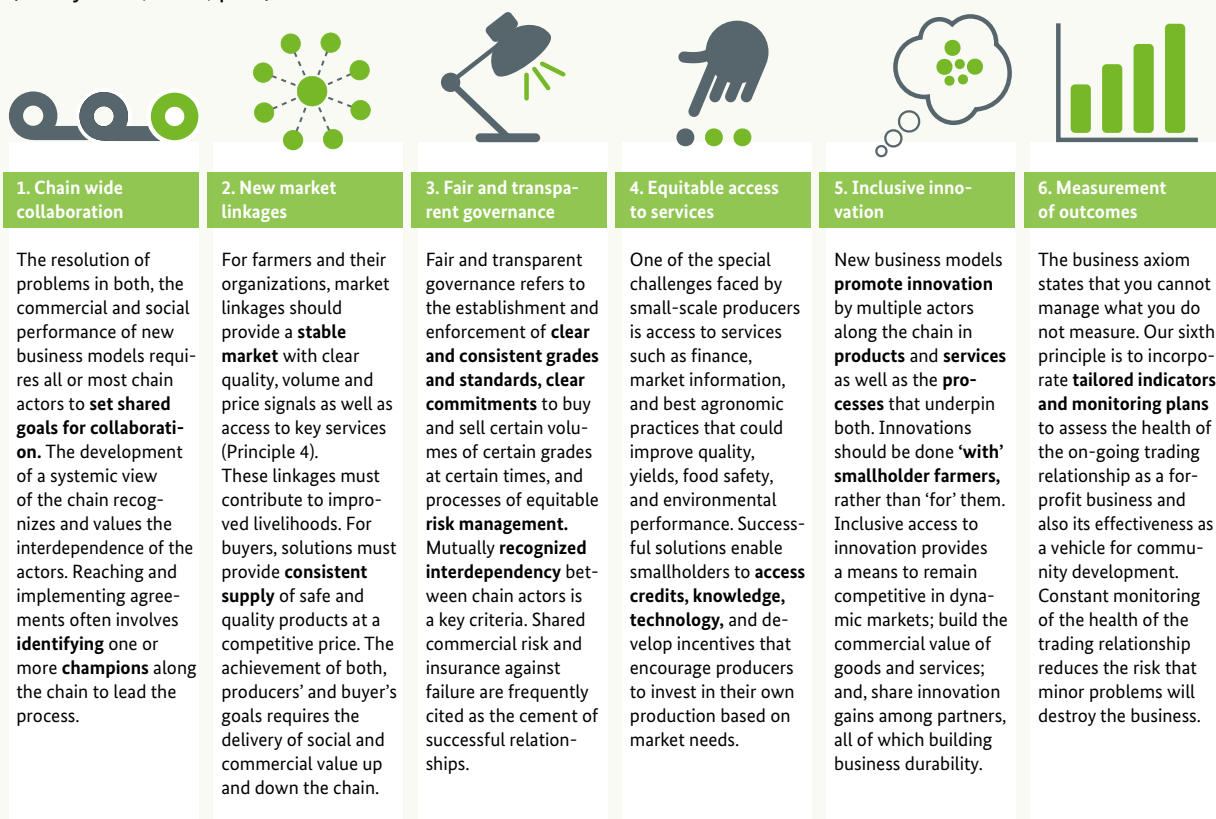 1. Chain wide
collaboration
The resolution of
problems in both, the
commercial and social
performance of new
business models requi-
res all or most chain
actors to set shared
goals for collaborati-
on. The development
of a systemic view
of the chain recog-
nizes and values the
interdependence of the
actors. Reaching and
implementing agree-
ments often involves
identifying one or
more champions along
the chain to lead the
process.
2. New market
linkages
For farmers and their
organizations, market
linkages should
provide a stable
market with clear
quality, volume and
price signals as well as
access to key services
(Principle 4).
These linkages must
contribute to impro-
ved livelihoods. For
buyers, solutions must
provide consistent
supply of safe and
quality products at a
competitive price. The
achievement of both,
producers’ and buyer’s
goals requires the
delivery of social and
commercial value up
and down the chain.
3. Fair and transpa-
rent governance
Fair and transparent
governance refers to
the establishment and
enforcement of clear
and consistent grades
and standards, clear
commitments to buy
and sell certain volu-
mes of certain grades
at certain times, and
processes of equitable
risk management.
Mutually recognized
interdependency bet-
ween chain actors is
a key criteria. Shared
commercial risk and
insurance against
failure are frequently
cited as the cement of
successful relation-
ships.
4. Equitable access
to services
One of the special
challenges faced by
small-scale producers
is access to services
such as finance,
market information,
and best agronomic
practices that could
improve quality,
yields, food safety,
and environmental
performance. Success-
ful solutions enable
smallholders to access
credits, knowledge,
technology, and de-
velop incentives that
encourage producers
to invest in their own
production based on
market needs.
5. Inclusive inno-
vation
New business models
promote innovation
by multiple actors
along the chain in
products and services
as well as the pro-
cesses that underpin
both. Innovations
should be done ‘with’
smallholder farmers,
rather than ‘for’ them.
Inclusive access to
innovation provides
a means to remain
competitive in dyna-
mic markets; build the
commercial value of
goods and services;
and, share innovation
gains among partners,
all of which building
business durability.
6. Measurement
of outcomes
The business axiom
states that you cannot
manage what you do
not measure. Our sixth
principle is to incorpo-
rate tailored indicators
and monitoring plans
to assess the health of
the on-going trading
relationship as a for-
profit business and
also its effectiveness as
a vehicle for commu-
nity development.
Constant monitoring
of the health of the
trading relationship
reduces the risk that
minor problems will
destroy the business.